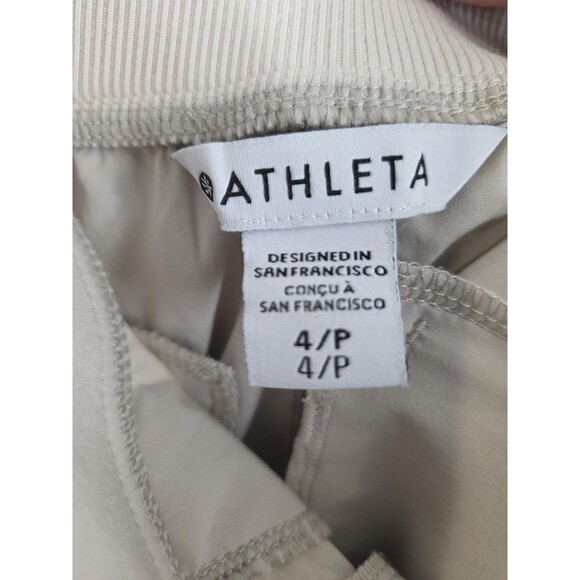 ATHLETA
DESIGNED IN
SAN FRANCISCO
CONÇU À
SAN FRANCISCO
4/P
4/P